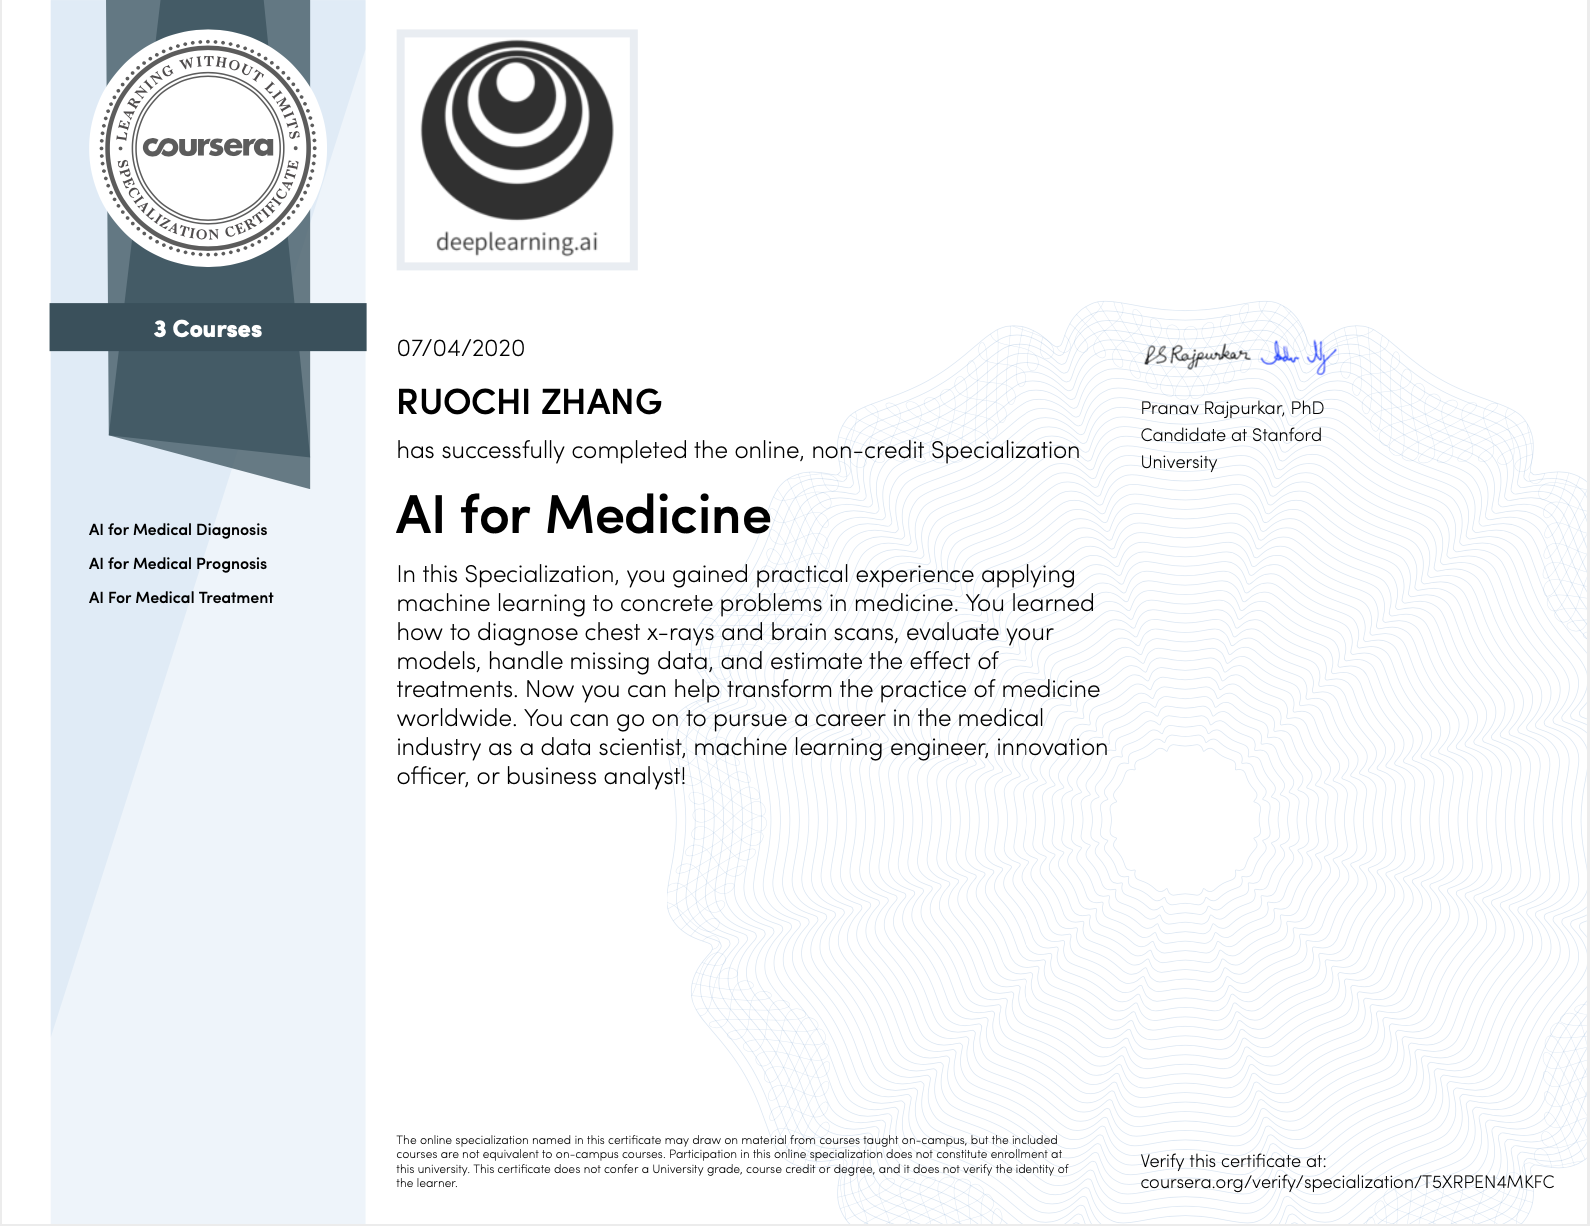 LEARNING WITHOUT LIMITS
coursera
SPECIALIZATION CERTIFICATE
3 Courses
AI for Medical Diagnosis
AI for Medical Prognosis
AI For Medical Treatment
deeplearning.ai
07/04/2020
RUOCHI ZHANG
has successfully completed the online, non-credit Specialization
AI for Medicine
In this Specialization, you gained practical experience applying
machine learning to concrete problems in medicine. You learned
how to diagnose chest x-rays and brain scans, evaluate your
models, handle missing data, and estimate the effect of
treatments. Now you can help transform the practice of medicine
worldwide. You can go on to pursue a career in the medical
industry as a data scientist, machine learning engineer, innovation
officer, or business analyst!
PS Rajpurkar
Pranav Rajpurkar, PhD
Candidate at Stanford
University
The online specialization named in this certificate may draw on material from courses taught on-campus, but the included
courses are not equivalent to on-campus courses. Participation in this online specialization does not constitute enrollment at
this university. This certificate does not confer a University grade, course credit or degree, and it does not verify the identity of
the learner.
Verify this certificate at:
coursera.org/verify/specialization/T5XRPEN4MKFC